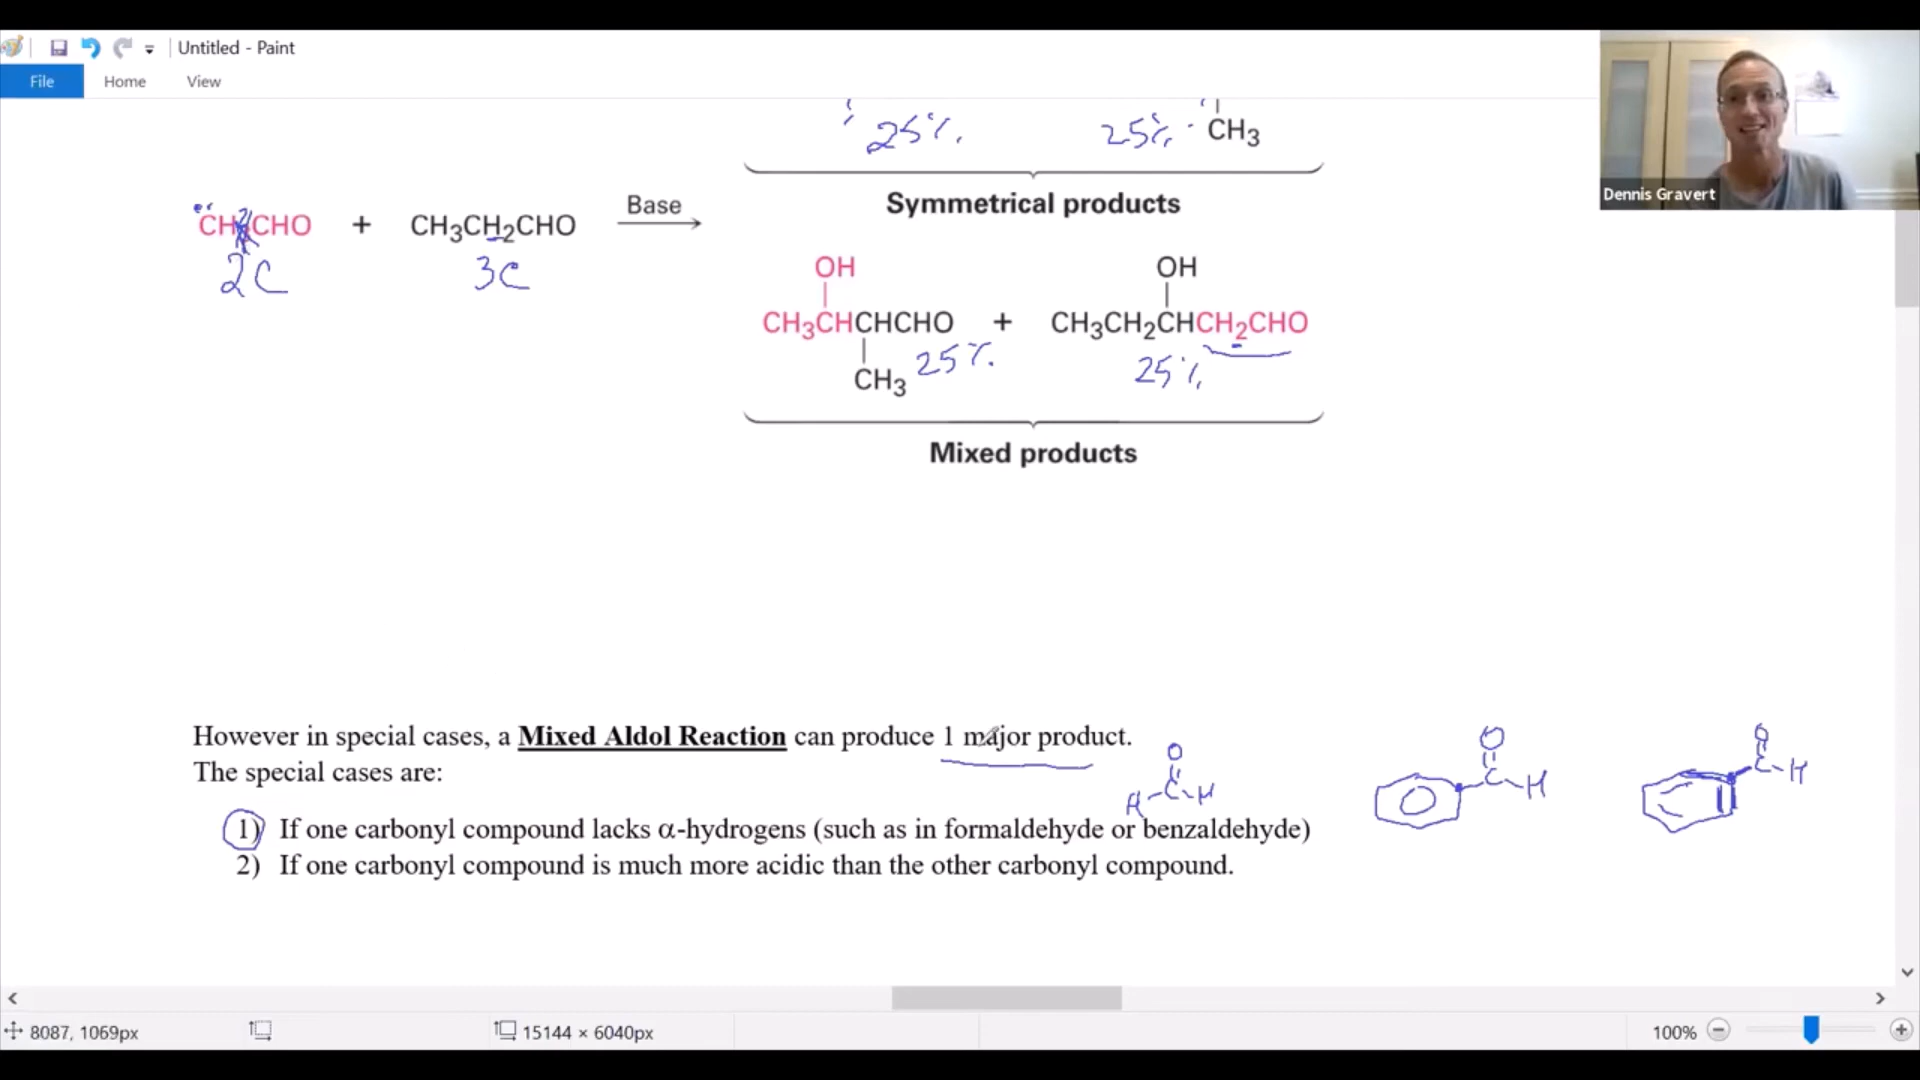 Untitled - Paint
File Home View
Dennis Gravert
25% 25% CH3
Symmetrical products
CH CHO + CH3CH2CHO Base
2C 3C
OH OH
CH3CHCHCHO + CH3CH2CHCH2CHO
25% 25%
CH3
Mixed products
However in special cases, a Mixed Aldol Reaction can produce 1 major product.
The special cases are:
O O O
H-C-H C-H C-H
1) If one carbonyl compound lacks α-hydrogens (such as in formaldehyde or benzaldehyde)
2) If one carbonyl compound is much more acidic than the other carbonyl compound.
8087, 1069px 15144 × 6040px 100%